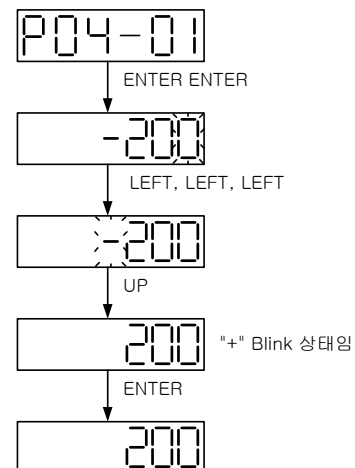 P04-01
ENTER ENTER
-200
LEFT, LEFT, LEFT
-200
UP
200 "+" Blink 상태임
ENTER
200